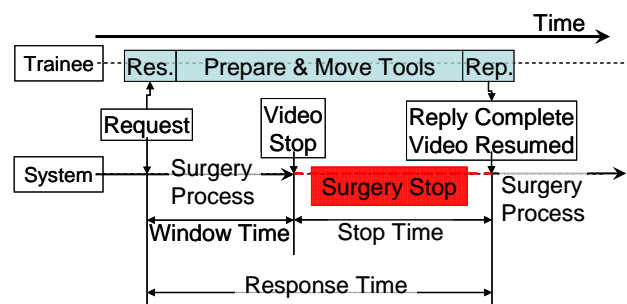 Time
Trainee
Res.
Prepare & Move Tools
Rep.
Request
Video
Stop
Reply Complete
Video Resumed
System
Surgery
Process
Surgery Stop
Surgery
Process
Window Time
Stop Time
Response Time